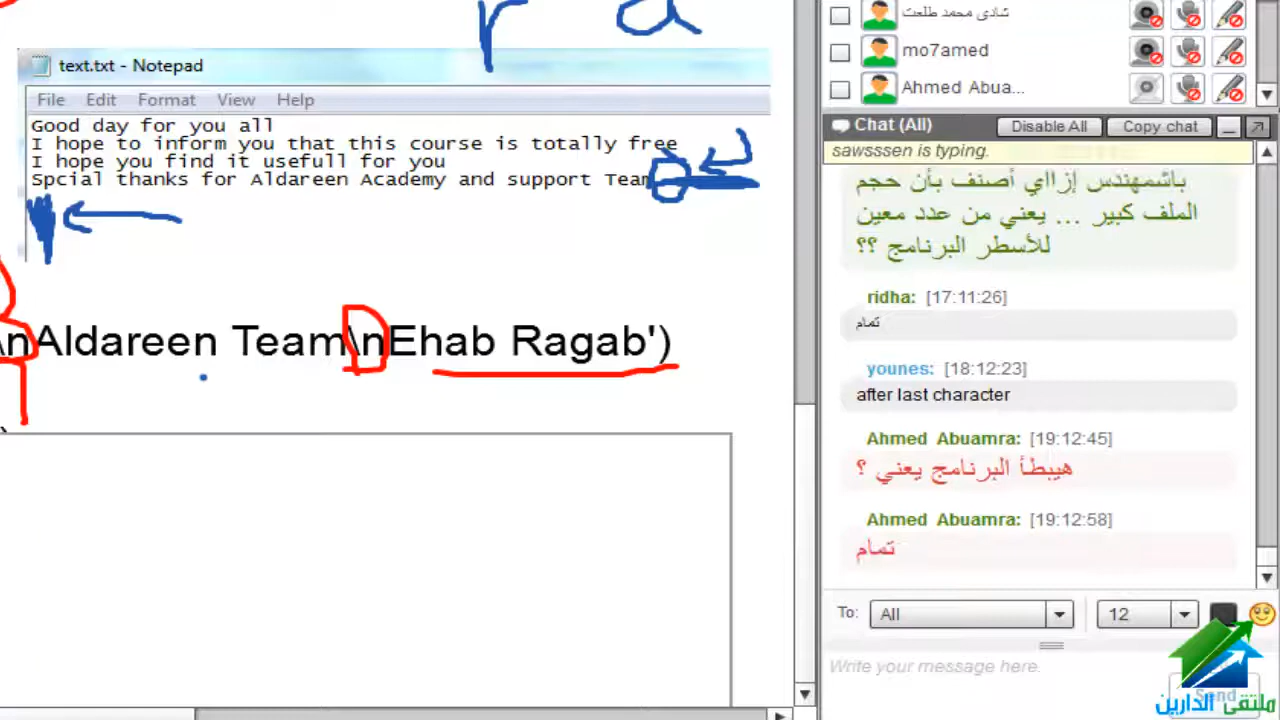 r a
text.txt - Notepad
File Edit Format View Help
Good day for you all
I hope to inform you that this course is totally free
I hope you find it usefull for you
Spcial thanks for Aldareen Academy and support Team
\nAldareen Team\nEhab Ragab')
شادى محمد طلعت
mo7amed
Ahmed Abua...
Chat (All) Disable All Copy chat
sawsssen is typing.
باشمهندس إزااي أصنف بأن حجم
الملف كبير ... يعني من عدد معين
للأسطر البرنامج ؟؟
ridha: [17:11:26]
تمام
younes: [18:12:23]
after last character
Ahmed Abuamra: [19:12:45]
هيبطأ البرنامج يعني ؟
Ahmed Abuamra: [19:12:58]
تمام
To: All 12
Write your message here.
Send
ملتقى الدارين